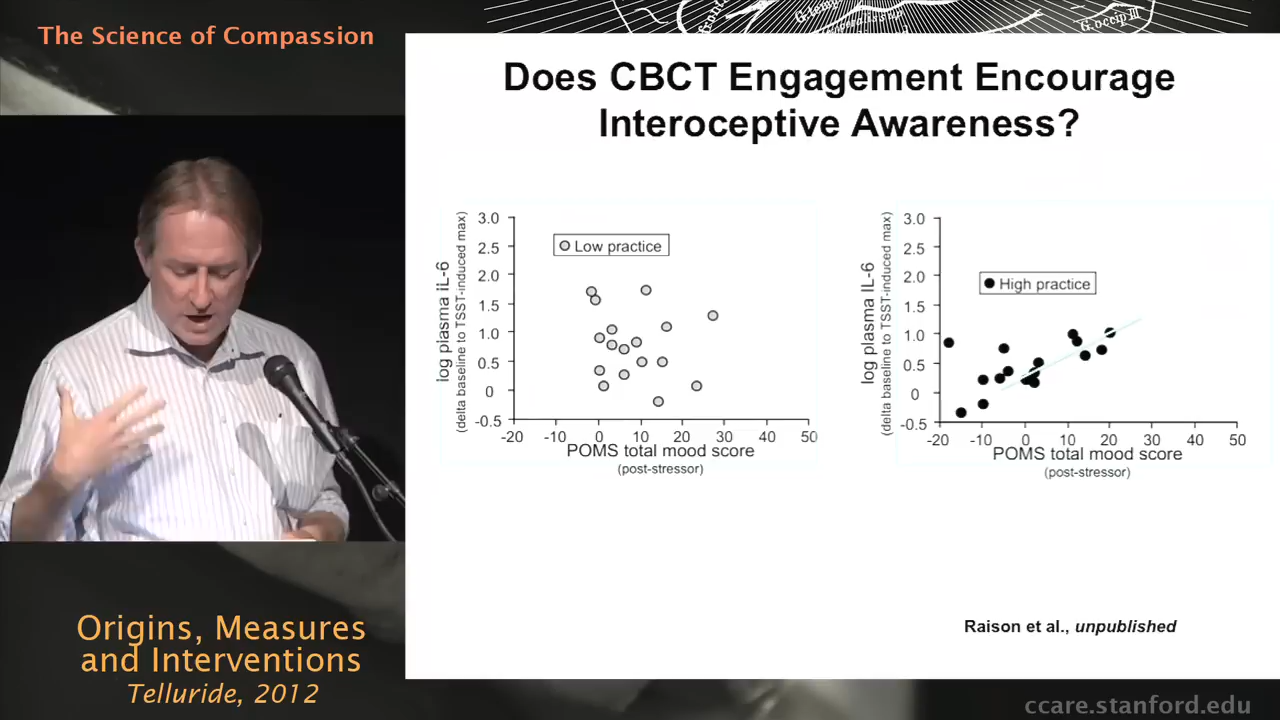 The Science of Compassion
G.occip III
Does CBCT Engagement Encourage
Interoceptive Awareness?
log plasma iL-6
(delta baseline to TSST-induced max)
3.0
2.5
2.0
1.5
1.0
0.5
0
-0.5
Low practice
-20 -10 0 10 20 30 40 50
POMS total mood score
(post-stressor)
log plasma IL-6
(delta baseline to TSST-induced max)
3.0
2.5
2.0
1.5
1.0
0.5
0
-0.5
High practice
-20 -10 0 10 20 30 40 50
POMS total mood score
(post-stressor)
Raison et al., unpublished
Origins, Measures
and Interventions
Telluride, 2012
ccare.stanford.edu